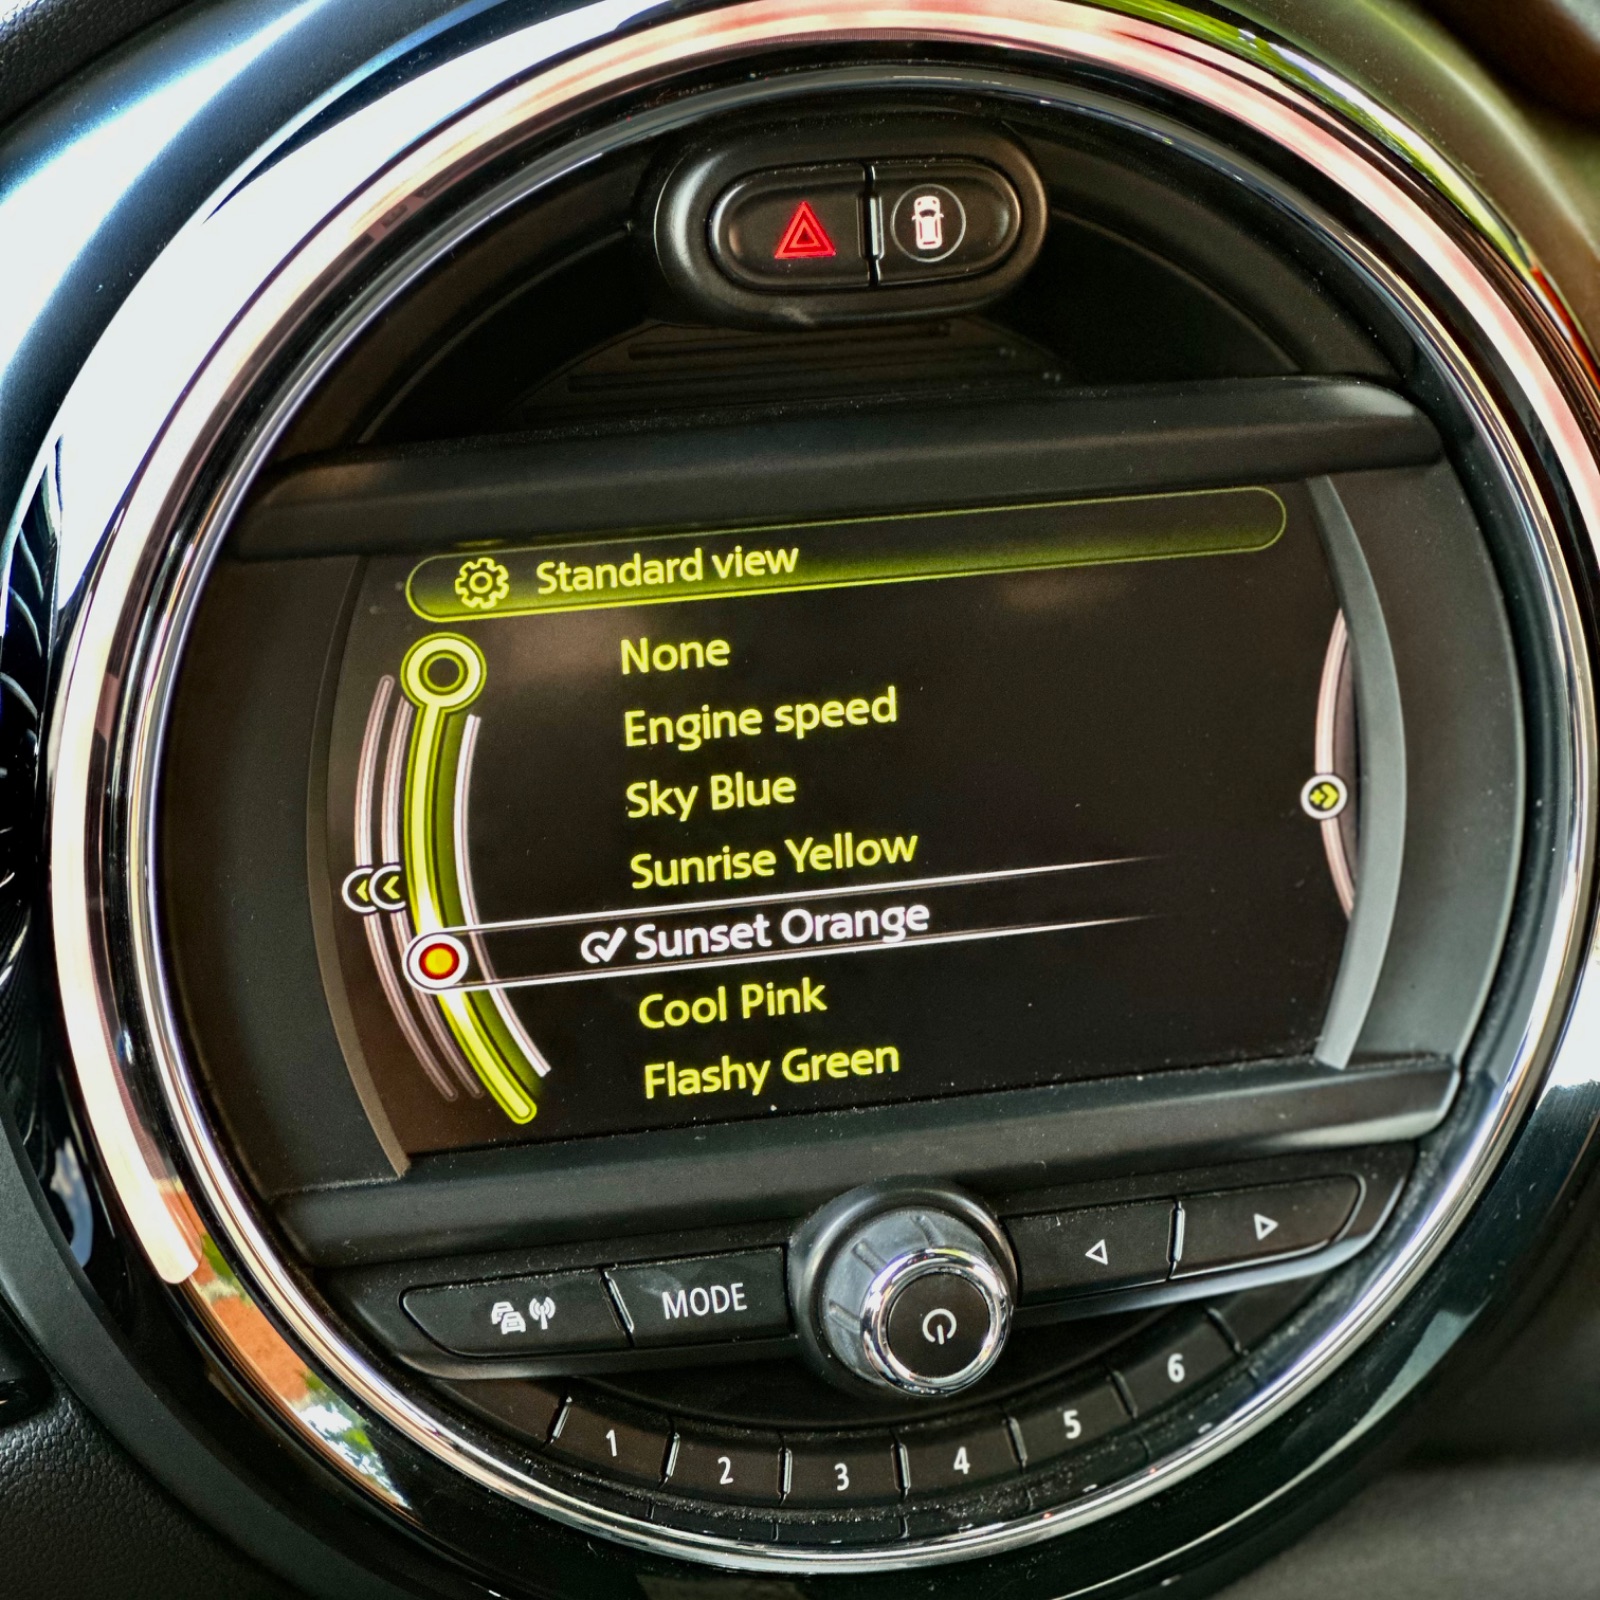 Standard view
None
Engine speed
Sky Blue
Sunrise Yellow
Sunset Orange
Cool Pink
Flashy Green
MODE
1 2 3 4 5 6